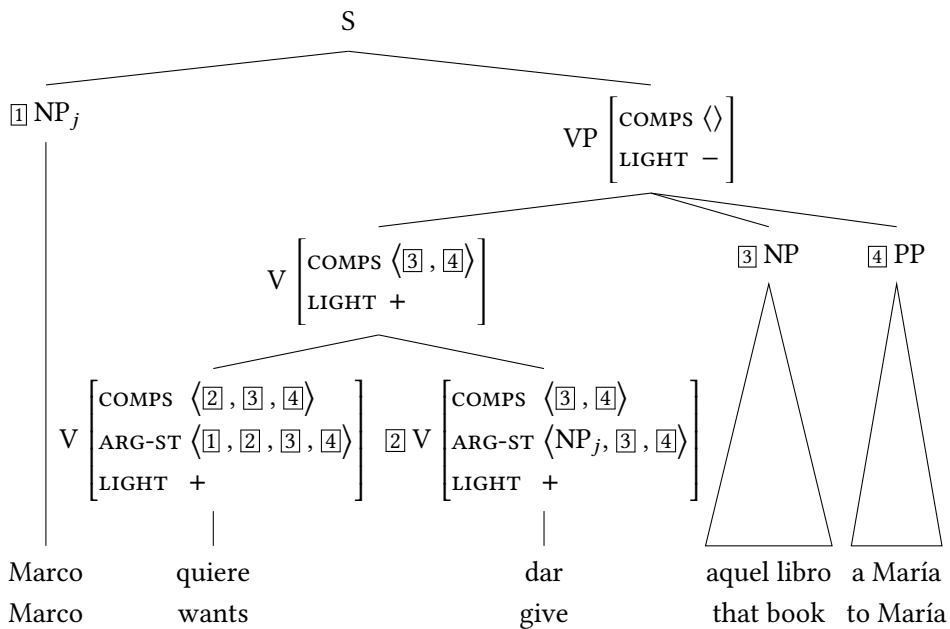 S
1 NPj
VP [COMPS ⟨⟩
LIGHT −]
V [COMPS ⟨3 , 4⟩
LIGHT +]
3 NP
4 PP
V [COMPS ⟨2 , 3 , 4⟩
ARG-ST ⟨1 , 2 , 3 , 4⟩
LIGHT +]
2 V [COMPS ⟨3 , 4⟩
ARG-ST ⟨NPj, 3 , 4⟩
LIGHT +]
Marco quiere dar aquel libro a María
Marco wants give that book to María